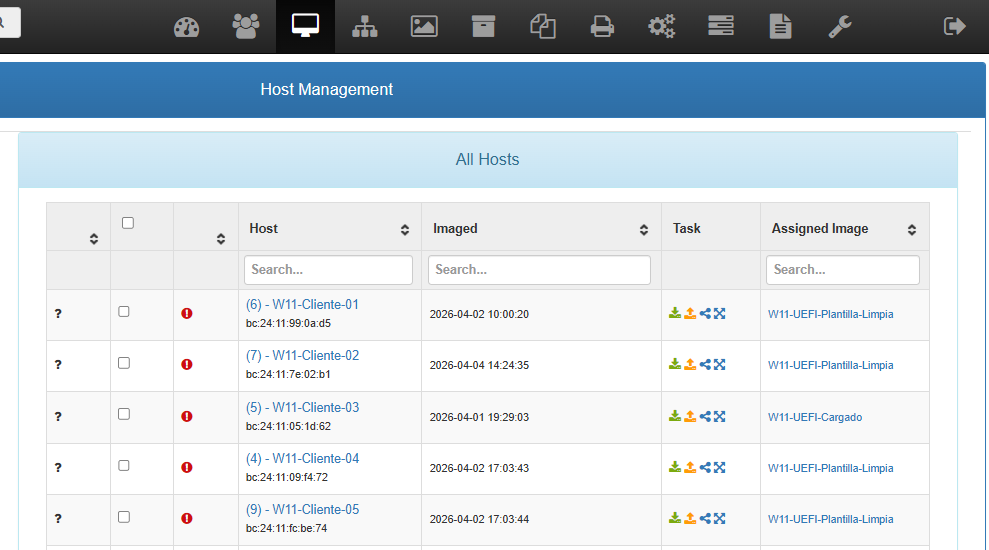 Host Management
All Hosts
Host Imaged Task Assigned Image
Search... Search... Search...
? (6) - W11-Cliente-01
bc:24:11:99:0a:d5 2026-04-02 10:00:20 W11-UEFI-Plantilla-Limpia
? (7) - W11-Cliente-02
bc:24:11:7e:02:b1 2026-04-04 14:24:35 W11-UEFI-Plantilla-Limpia
? (5) - W11-Cliente-03
bc:24:11:05:1d:62 2026-04-01 19:29:03 W11-UEFI-Cargado
? (4) - W11-Cliente-04
bc:24:11:09:f4:72 2026-04-02 17:03:43 W11-UEFI-Plantilla-Limpia
? (9) - W11-Cliente-05
bc:24:11:fc:be:74 2026-04-02 17:03:44 W11-UEFI-Plantilla-Limpia